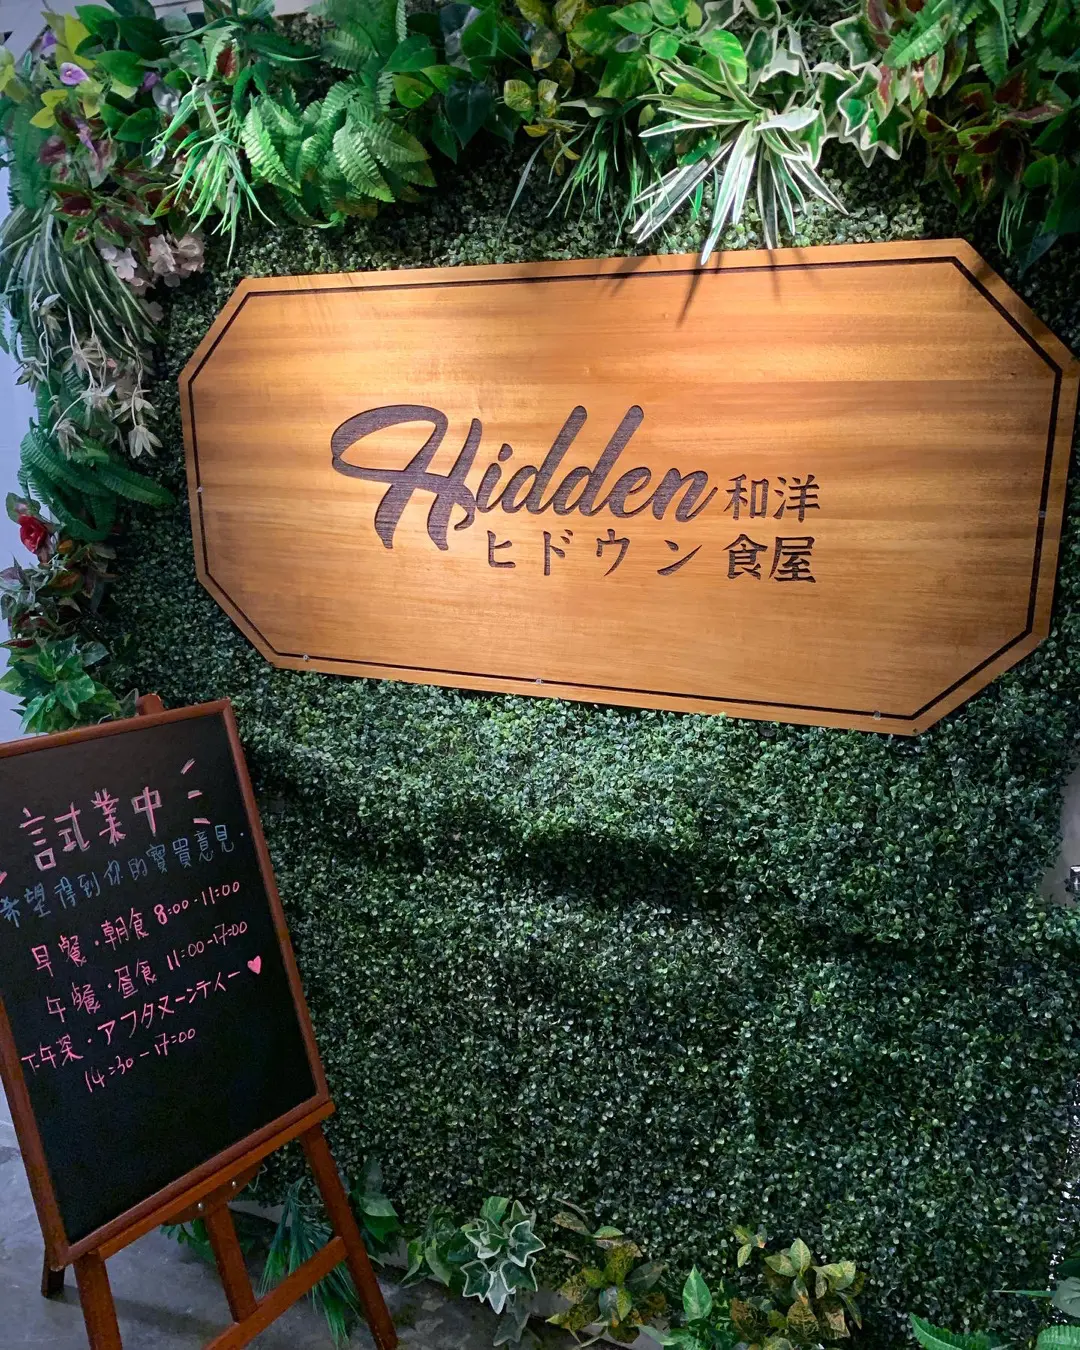 Hidden 和洋
ヒドウン 食屋
試業中
希望得到你的寶貴意見.
早餐・朝食 8:00-11:00
午餐・昼食 11:00-17:00
下午茶・アフタヌーンティー♥
14:30-17:00